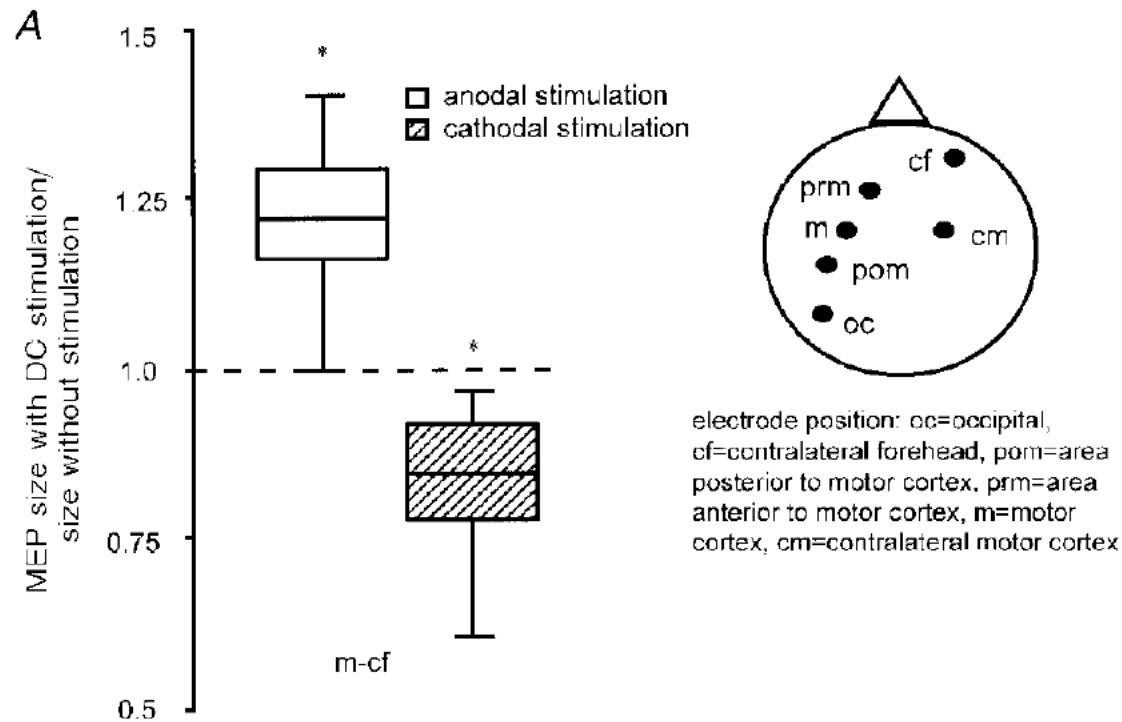 A
1.5
*
anodal stimulation
cathodal stimulation
1.25
MEP size with DC stimulation/
size without stimulation
1.0
*
0.75
m-cf
0.5
cf
prm
m
cm
pom
oc
electrode position: oc=occipital,
cf=contralateral forehead, pom=area
posterior to motor cortex, prm=area
anterior to motor cortex, m=motor
cortex, cm=contralateral motor cortex